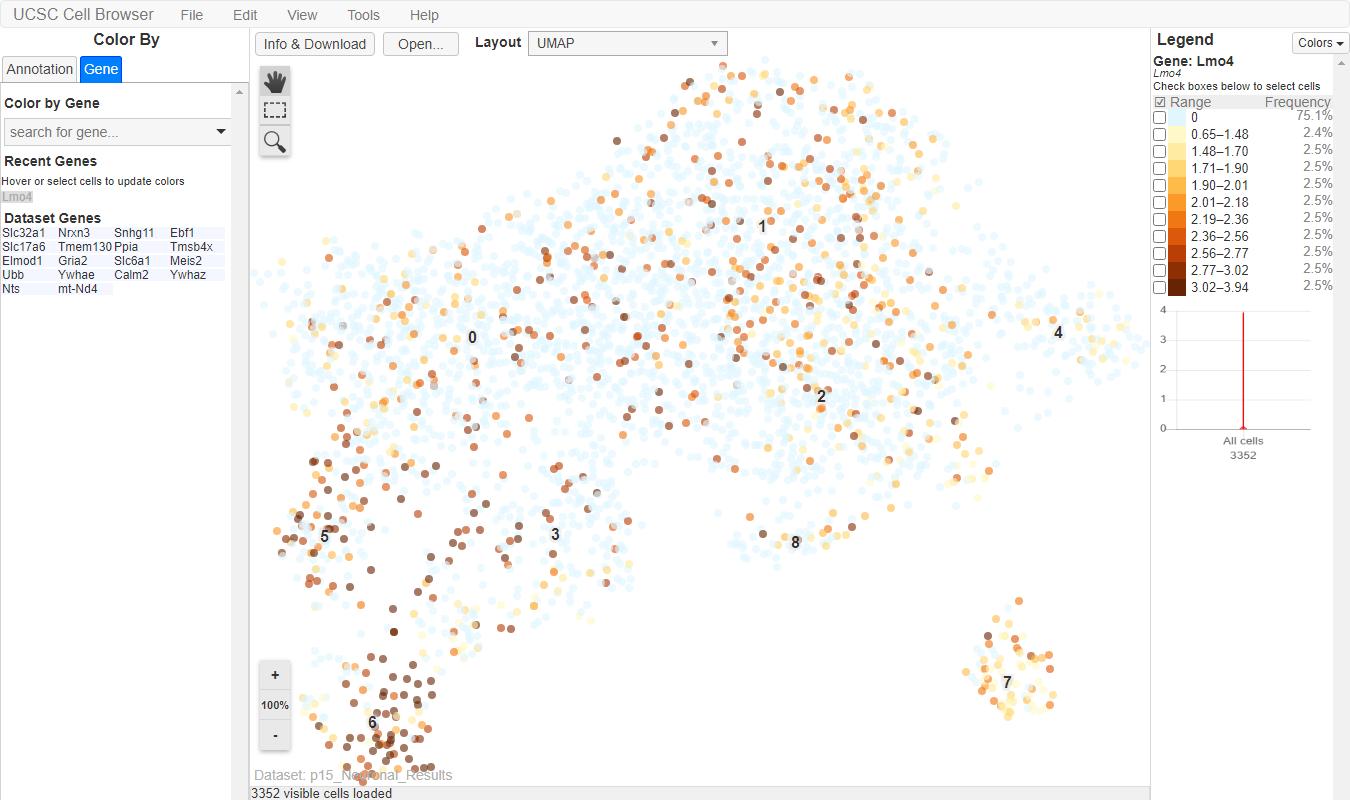 UCSC Cell Browser File Edit View Tools Help
Color By
Annotation Gene
Color by Gene
search for gene...
Recent Genes
Hover or select cells to update colors
Lmo4
Dataset Genes
Slc32a1 Nrxn3 Snhg11 Ebf1
Slc17a6 Tmem130 Ppia Tmsb4x
Elmod1 Gria2 Slc6a1 Meis2
Ubb Ywhae Calm2 Ywhaz
Nts mt-Nd4
Info & Download Open... Layout UMAP
1
0
4
2
5
3
8
7
6
+
100%
-
Dataset: p15_Neuronal_Results
3352 visible cells loaded
Legend Colors
Gene: Lmo4
Lmo4
Check boxes below to select cells
Range Frequency
0 75.1%
0.65–1.48 2.4%
1.48–1.70 2.5%
1.71–1.90 2.5%
1.90–2.01 2.5%
2.01–2.18 2.5%
2.19–2.36 2.5%
2.36–2.56 2.5%
2.56–2.77 2.5%
2.77–3.02 2.5%
3.02–3.94 2.5%
4
3
2
1
0
All cells
3352